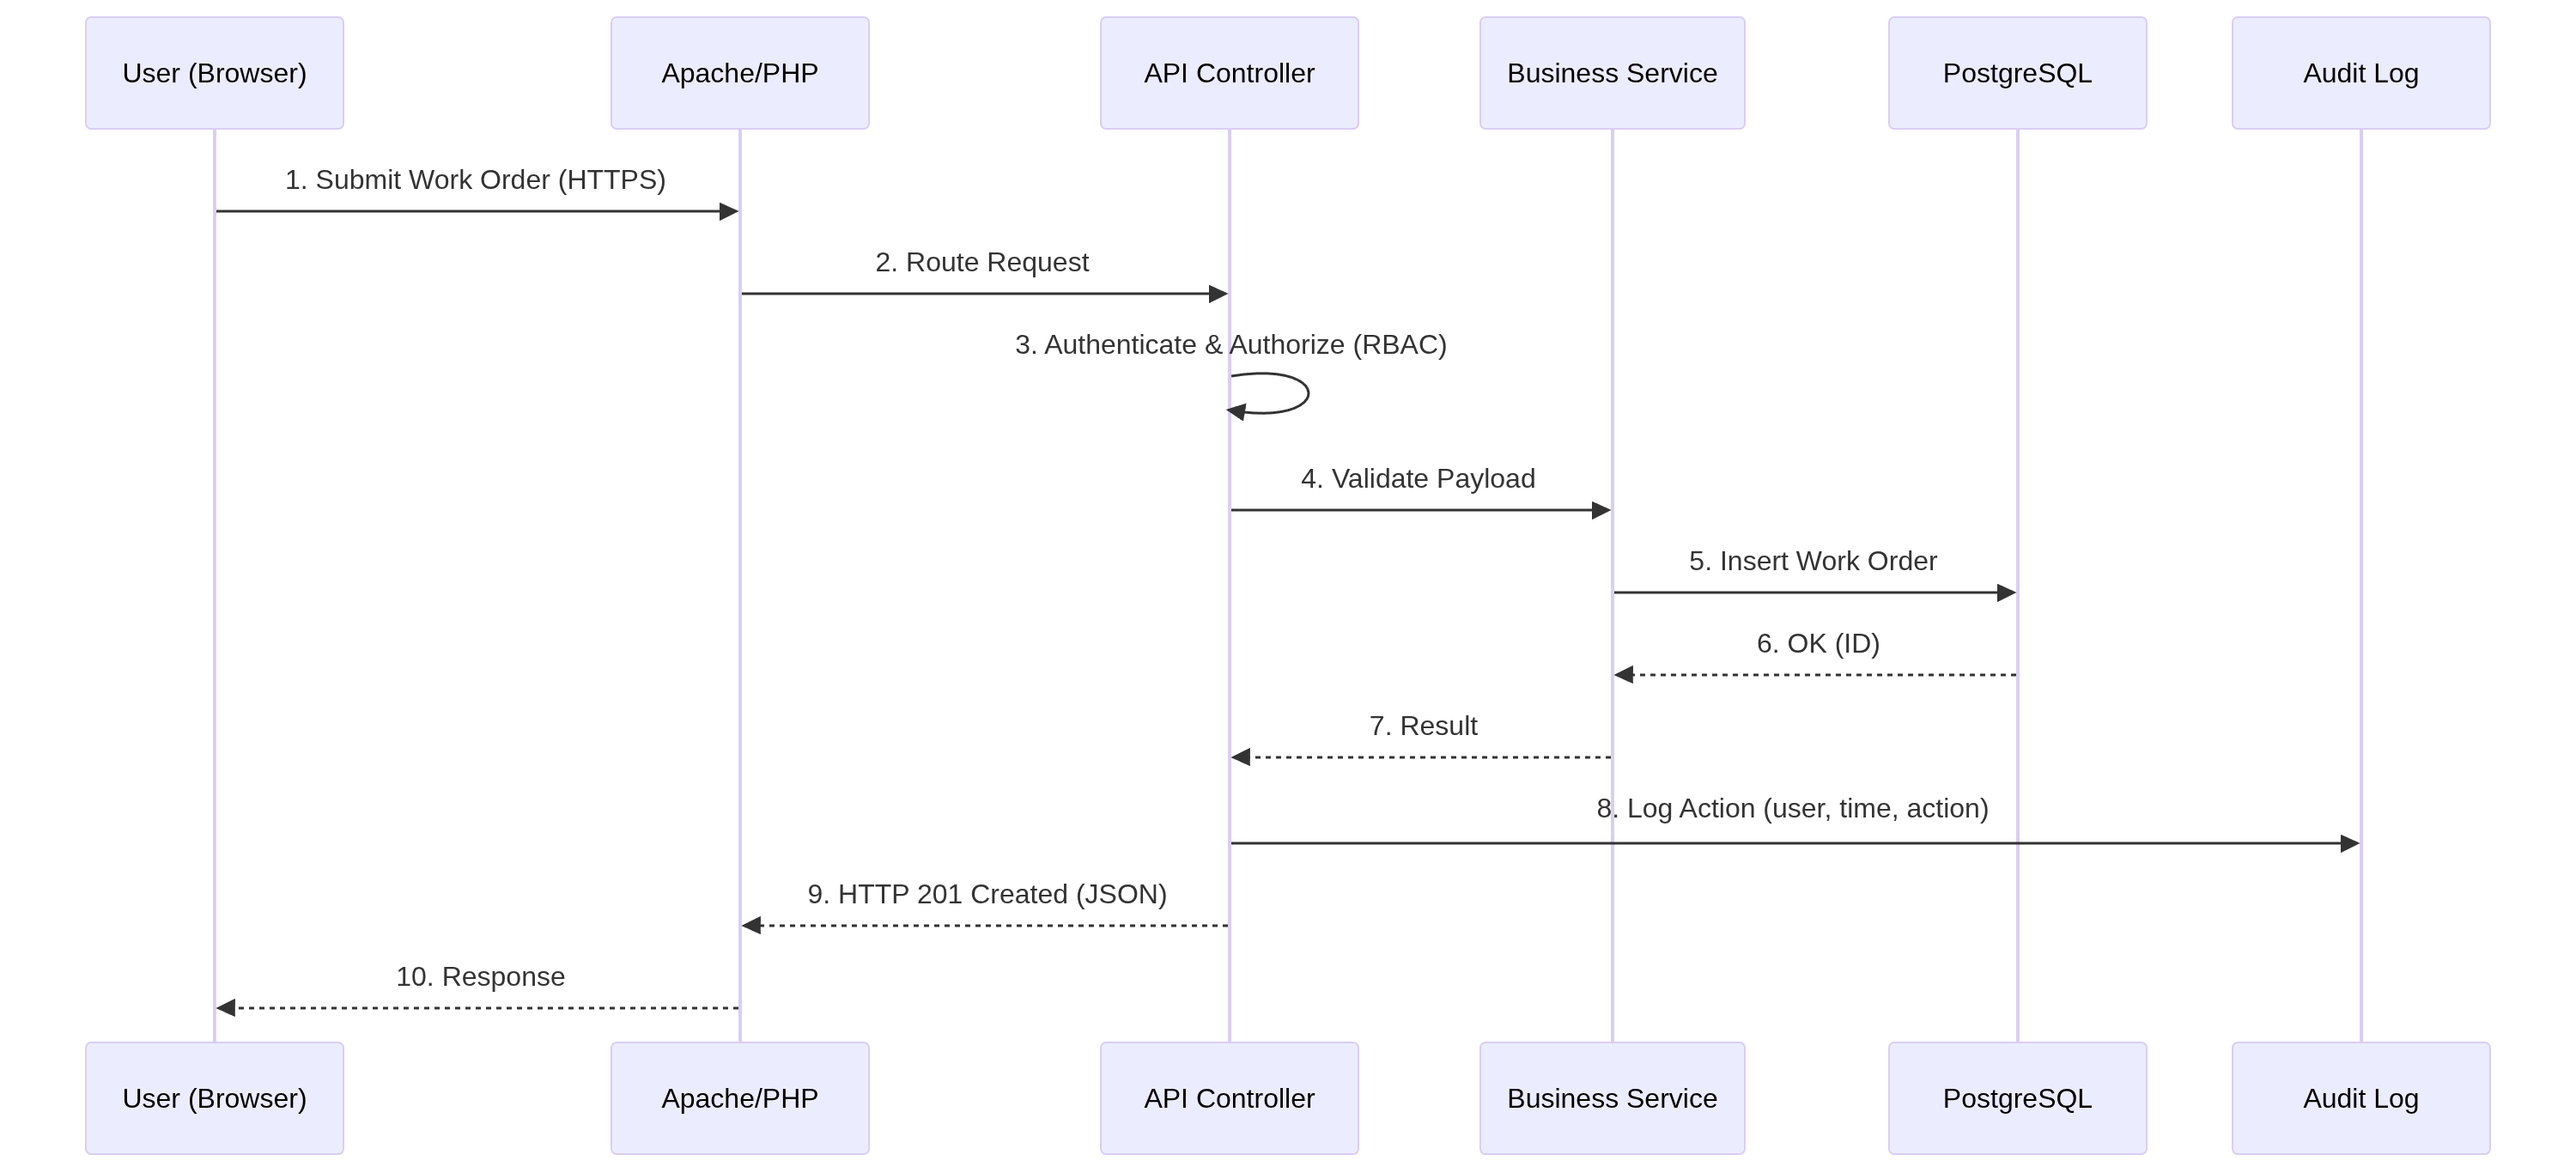 User (Browser)
Apache/PHP
API Controller
Business Service
PostgreSQL
Audit Log
1. Submit Work Order (HTTPS)
2. Route Request
3. Authenticate & Authorize (RBAC)
4. Validate Payload
5. Insert Work Order
6. OK (ID)
7. Result
8. Log Action (user, time, action)
9. HTTP 201 Created (JSON)
10. Response
User (Browser)
Apache/PHP
API Controller
Business Service
PostgreSQL
Audit Log